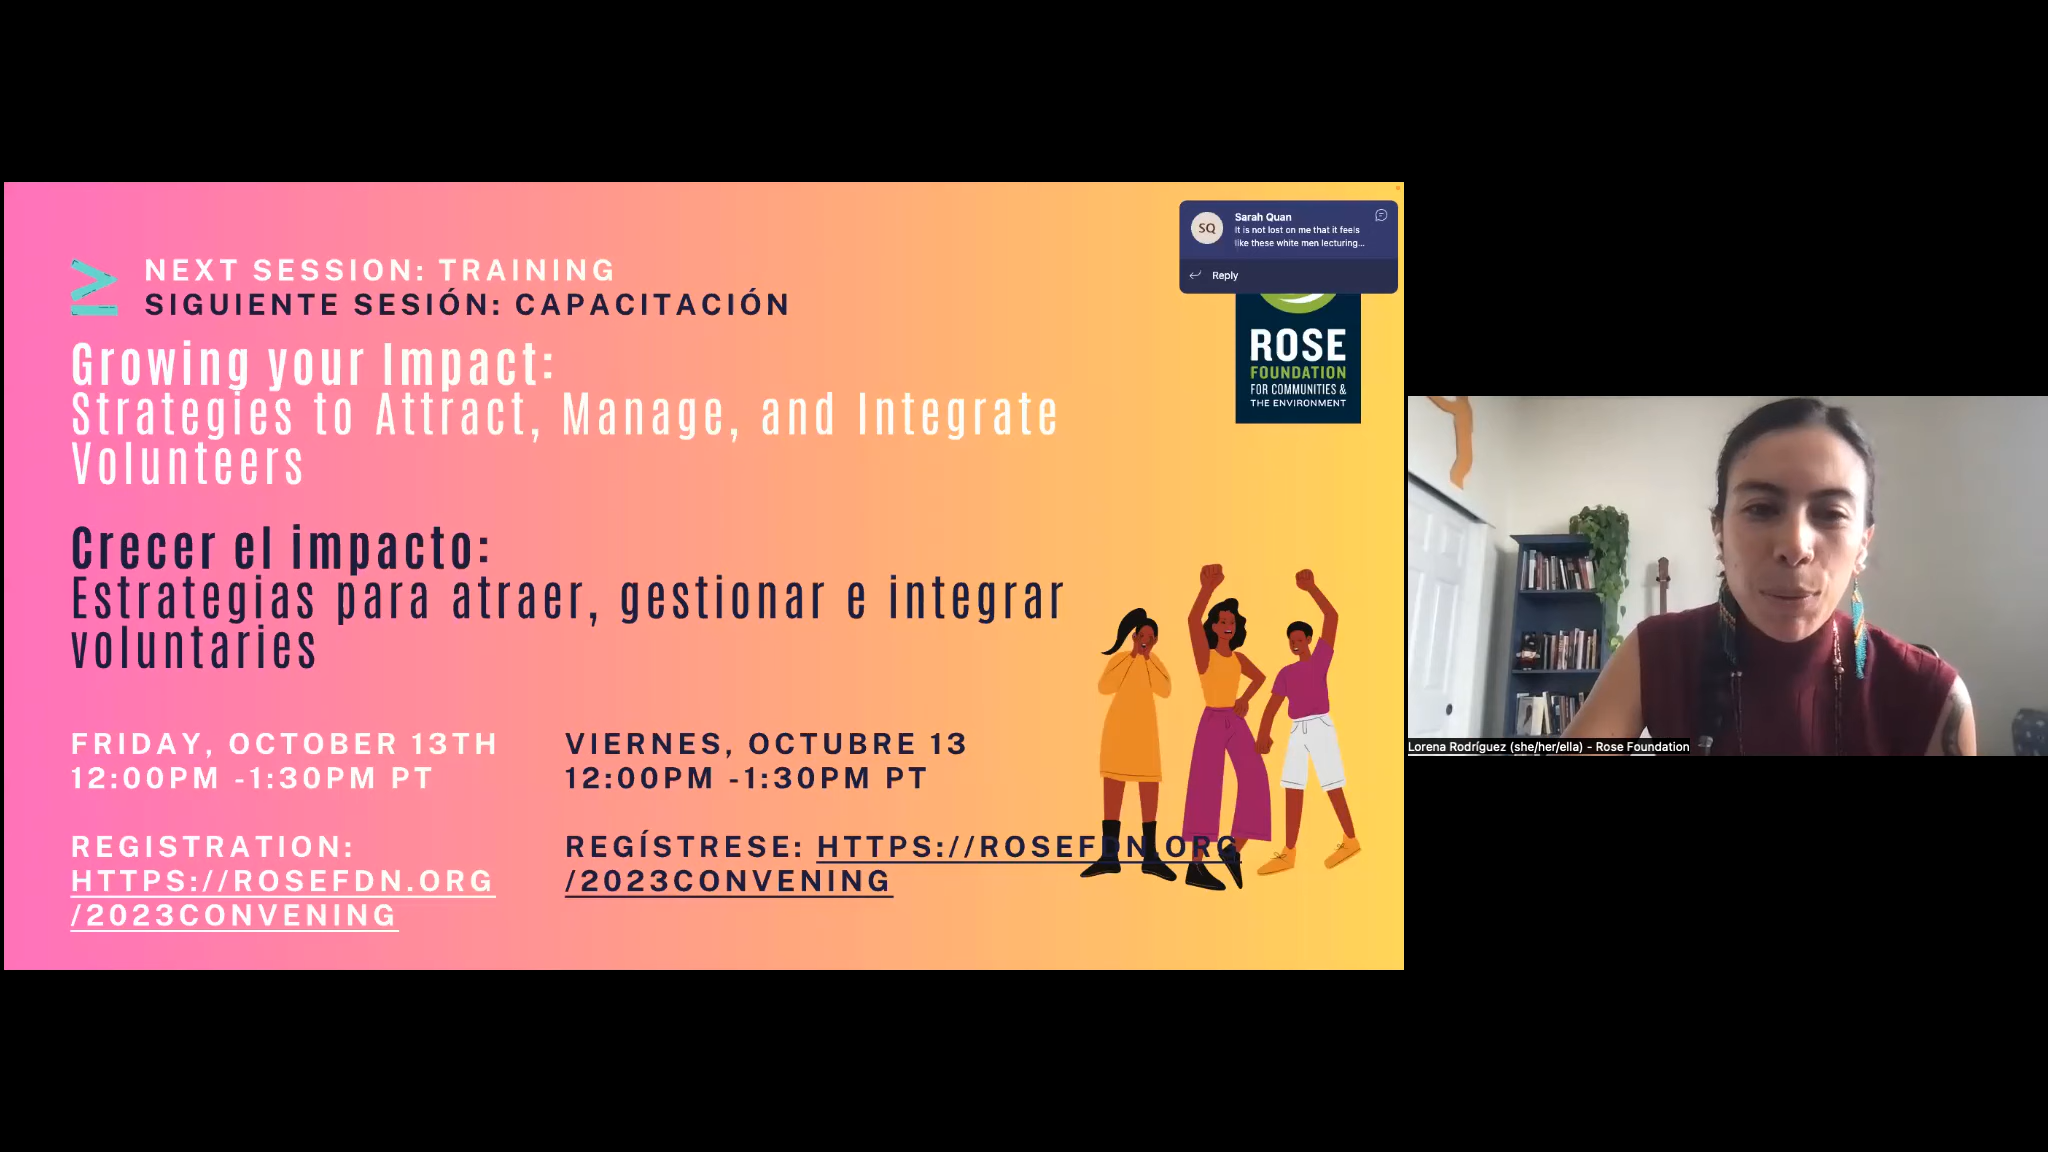 NEXT SESSION: TRAINING
SIGUIENTE SESIÓN: CAPACITACIÓN
Growing your Impact:
Strategies to Attract, Manage, and Integrate
Volunteers
Crecer el impacto:
Estrategias para atraer, gestionar e integrar
voluntaries
FRIDAY, OCTOBER 13TH
12:00PM -1:30PM PT
REGISTRATION:
HTTPS://ROSEFDN.ORG
/2023CONVENING
VIERNES, OCTUBRE 13
12:00PM -1:30PM PT
REGÍSTRESE: HTTPS://ROSEFDN.ORG
/2023CONVENING
SQ
Sarah Quan
It is not lost on me that it feels
like these white men lecturing...
Reply
ROSE
FOUNDATION
FOR COMMUNITIES &
THE ENVIRONMENT
Lorena Rodríguez (she/her/ella) - Rose Foundation